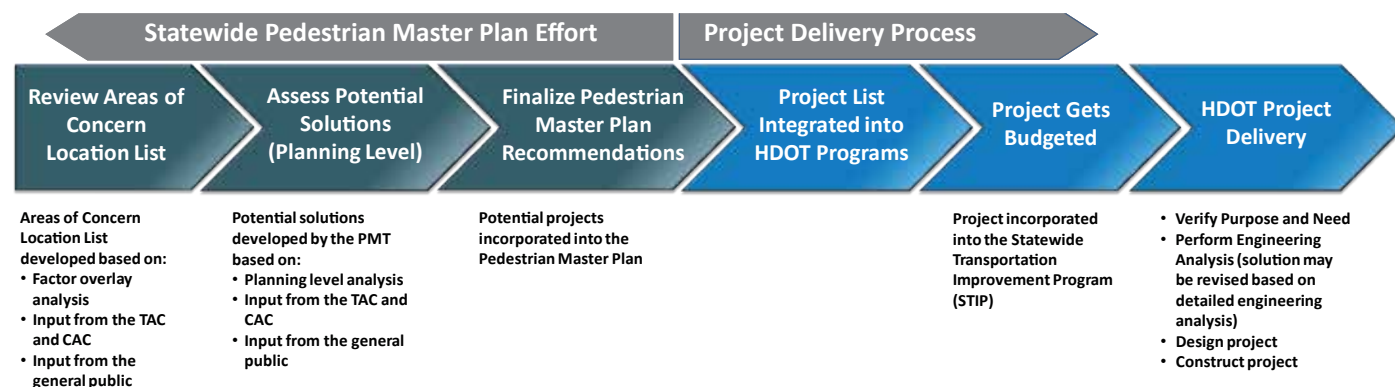 Statewide Pedestrian Master Plan Effort
Project Delivery Process
Review Areas of
Concern
Location List
Assess Potential
Solutions
(Planning Level)
Finalize Pedestrian
Master Plan
Recommendations
Project List
Integrated into
HDOT Programs
Project Gets
Budgeted
HDOT Project
Delivery
Areas of Concern
Location List
developed based on:
• Factor overlay
analysis
• Input from the TAC
and CAC
• Input from the
general public
Potential solutions
developed by the PMT
based on:
• Planning level analysis
• Input from the TAC and
CAC
• Input from the general
public
Potential projects
incorporated into the
Pedestrian Master Plan
Project incorporated
into the Statewide
Transportation
Improvement Program
(STIP)
• Verify Purpose and Need
• Perform Engineering
Analysis (solution may
be revised based on
detailed engineering
analysis)
• Design project
• Construct project